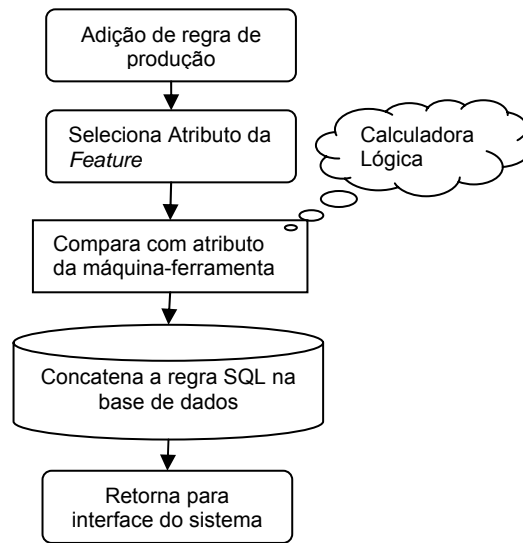 Adição de regra de
produção
Seleciona Atributo da
Feature
Calculadora
Lógica
Compara com atributo
da máquina-ferramenta
Concatena a regra SQL na
base de dados
Retorna para
interface do sistema